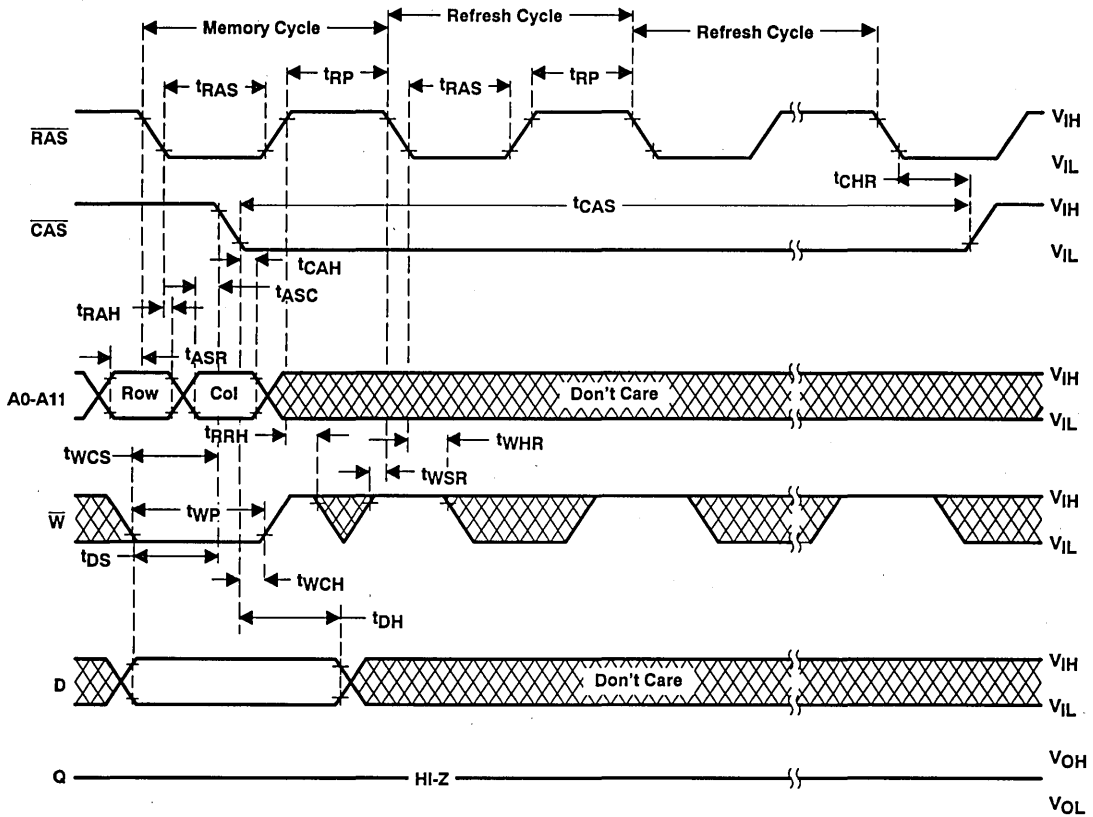 Memory Cycle
Refresh Cycle
Refresh Cycle
tRAS
tRP
tRAS
tRP
RAS
VIH
VIL
tCHR
tCAS
CAS
VIH
VIL
tCAH
tASC
tRAH
tASR
A0-A11
Row
Col
Don't Care
VIH
VIL
tRRH
tWHR
tWCS
tWSR
W
tWP
VIH
VIL
tDS
tWCH
tDH
D
Don't Care
VIH
VIL
Q
HI-Z
VOH
VOL